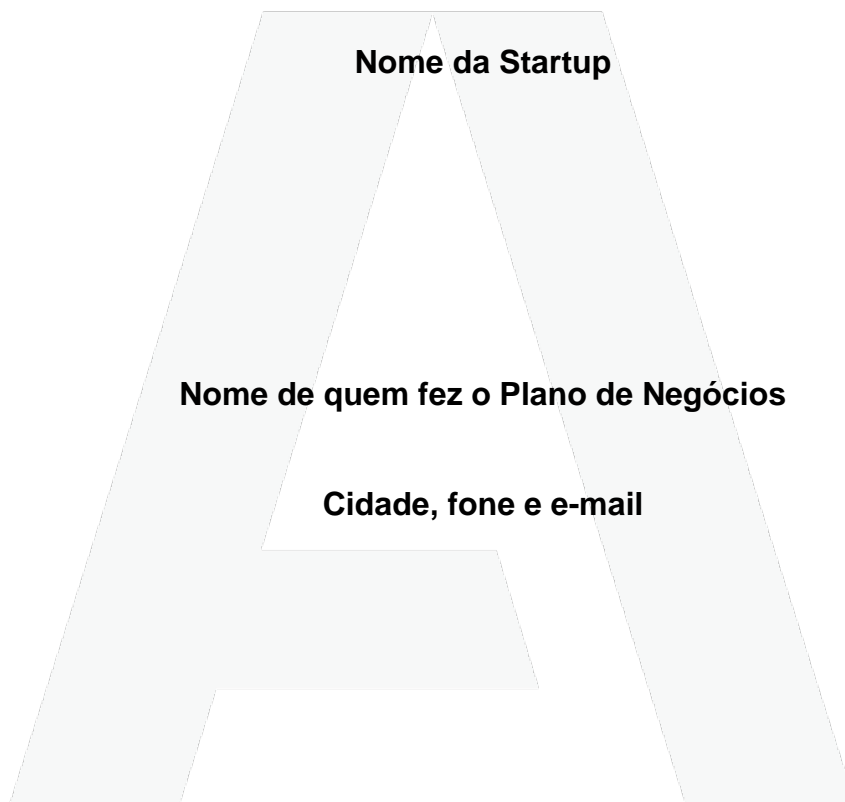 Nome da Startup
Nome de quem fez o Plano de Negócios
Cidade, fone e e-mail